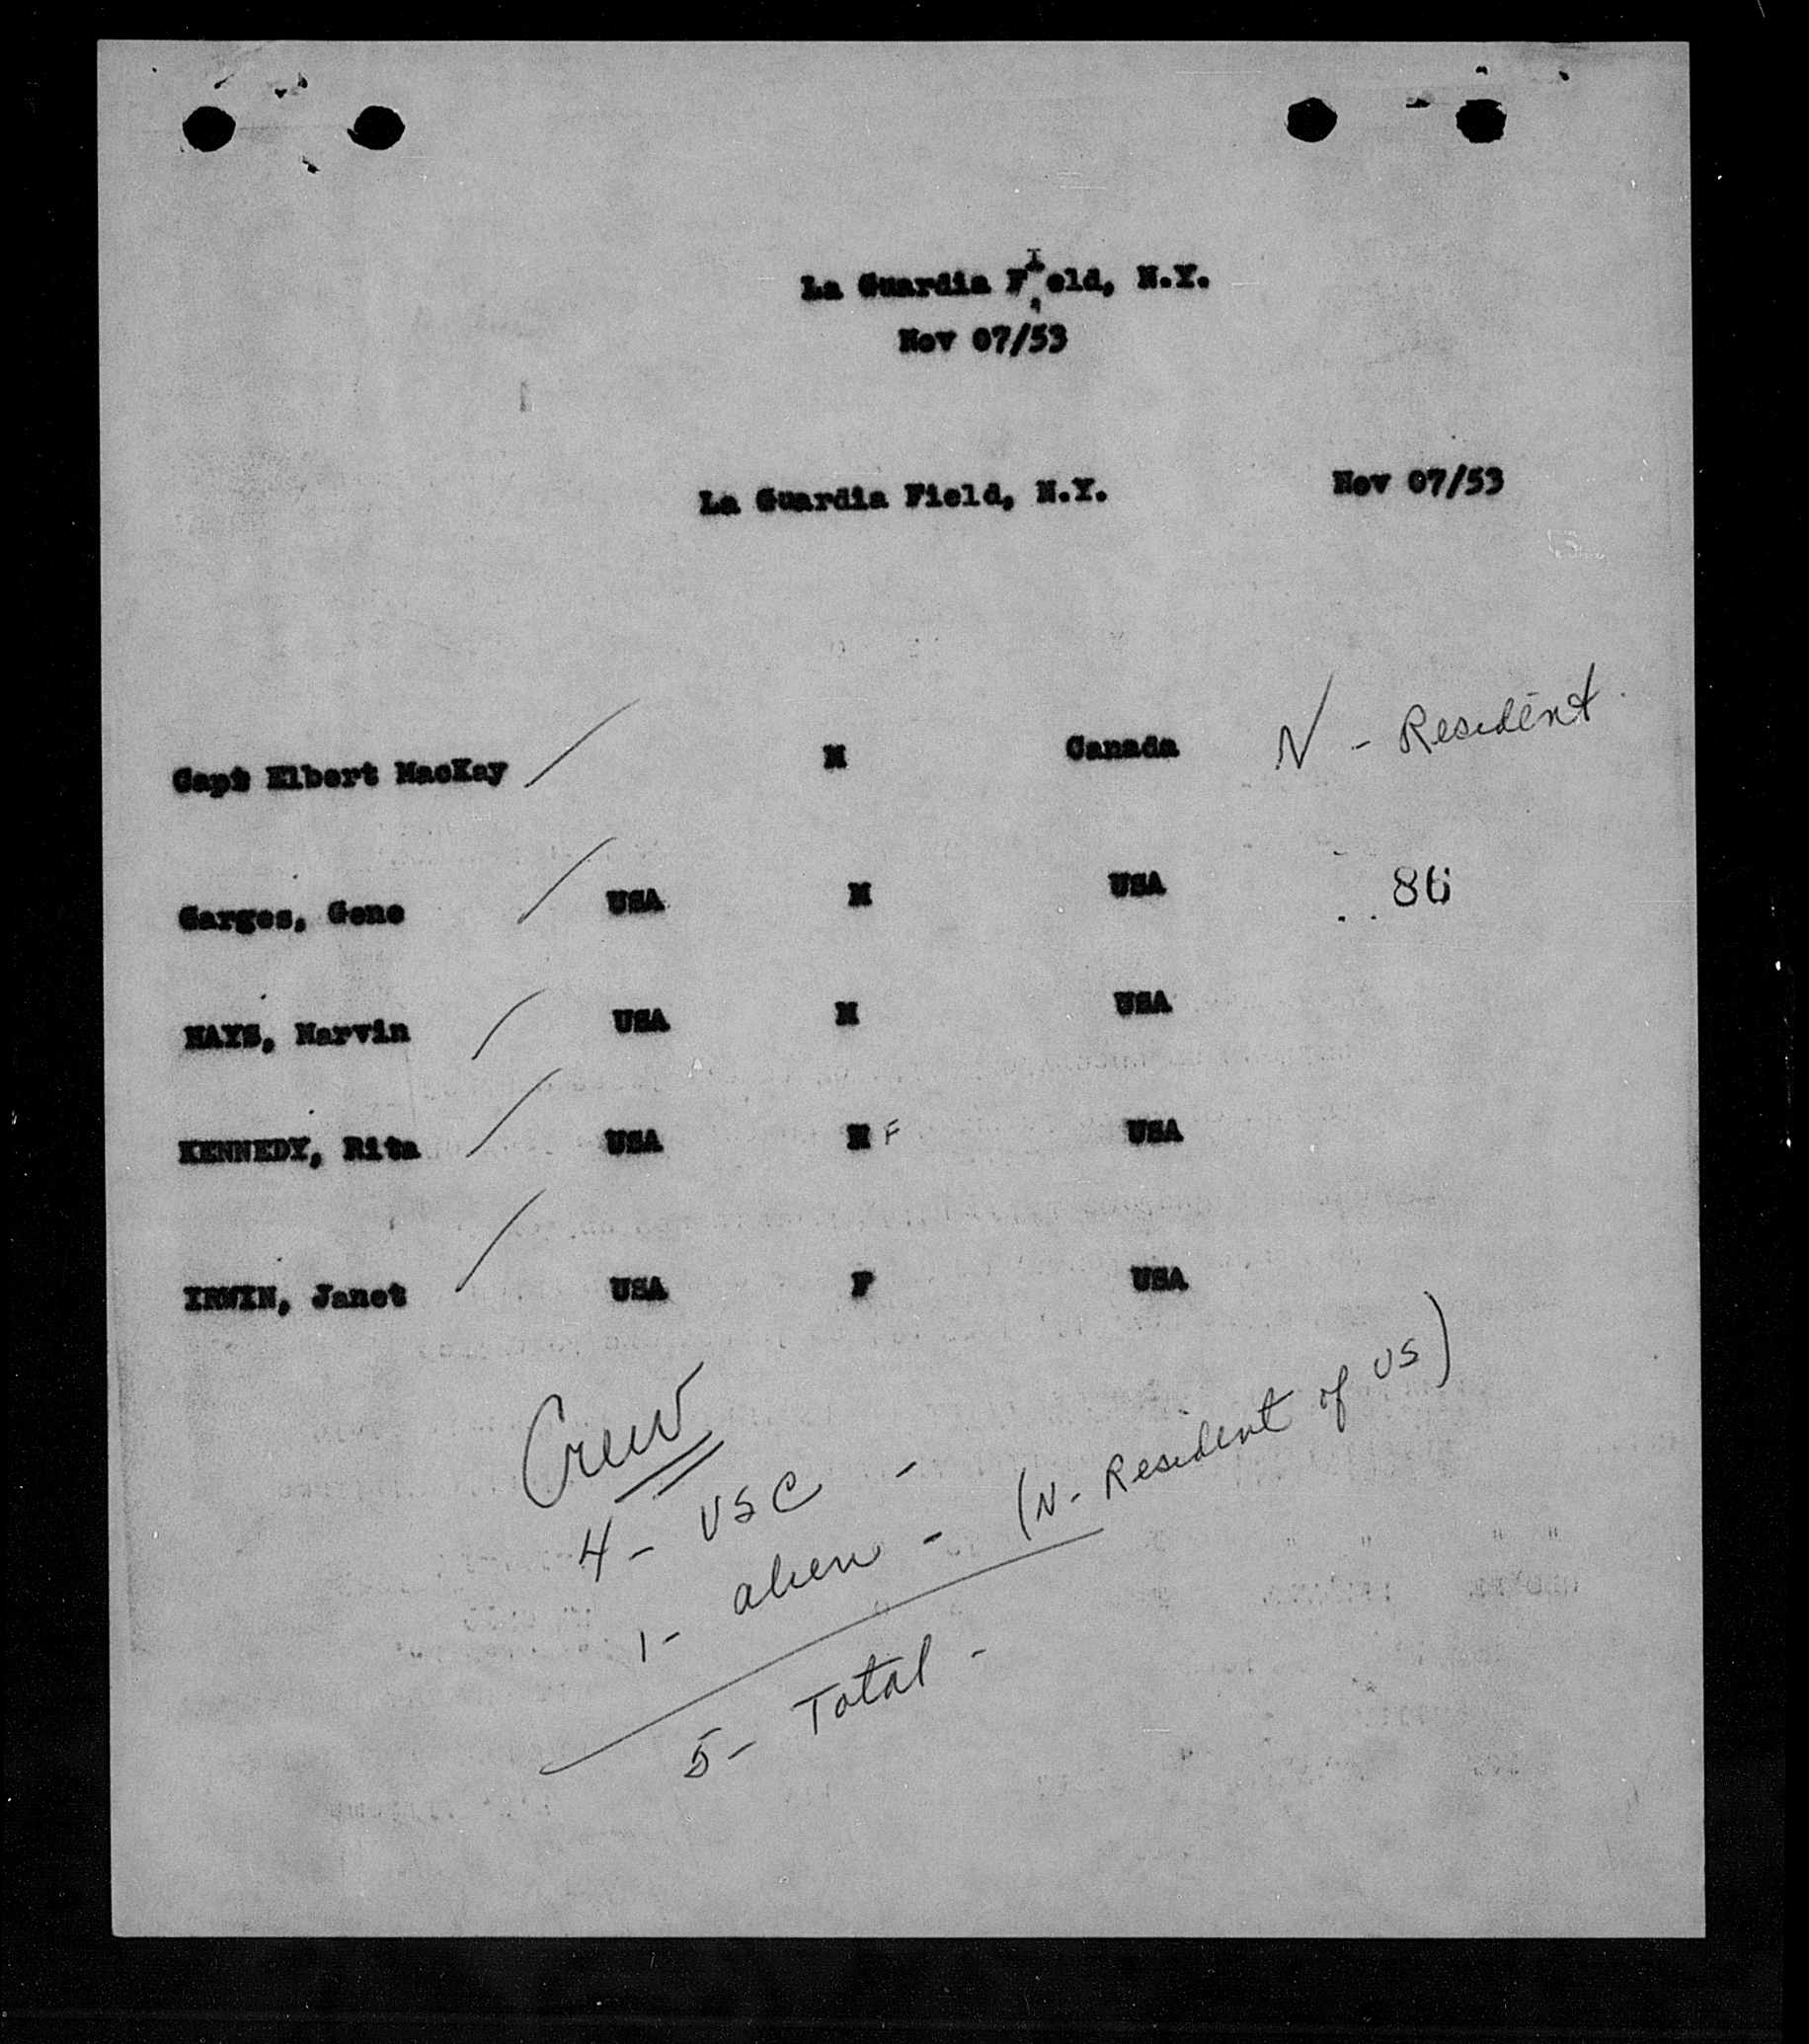 La Guardia Field, N.Y.
Nov 07/53
La Guardia Field, N.Y. Nov 07/53
Capt Elbert MacKay M Canada N - Resident.
Garges, Gene USA M USA 86
MAYS, Marvin USA M USA
KENNEDY, Rita USA M F USA
IRWIN, Janet USA F USA
Crew
4 - USC -
1 - alien - (N - Resident of US)
5 - Total -